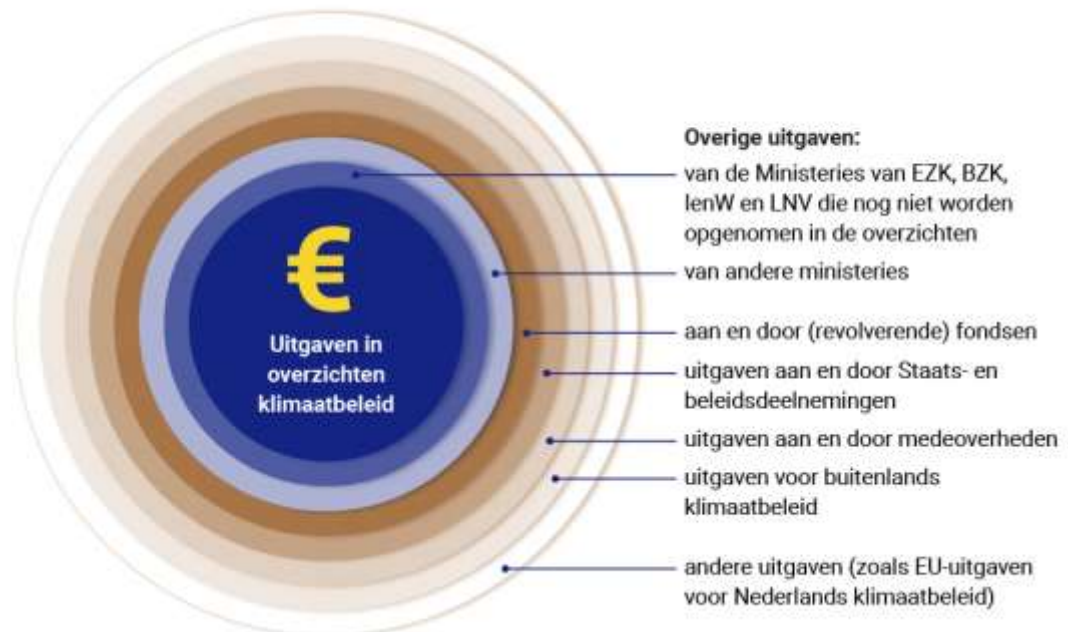 €
Uitgaven in
overzichten
klimaatbeleid
Overige uitgaven:
van de Ministeries van EZK, BZK,
IenW en LNV die nog niet worden
opgenomen in de overzichten
van andere ministeries
aan en door (revolverende) fondsen
uitgaven aan en door Staats- en
beleidsdeelnemingen
uitgaven aan en door medeoverheden
uitgaven voor buitenlands
klimaatbeleid
andere uitgaven (zoals EU-uitgaven
voor Nederlands klimaatbeleid)